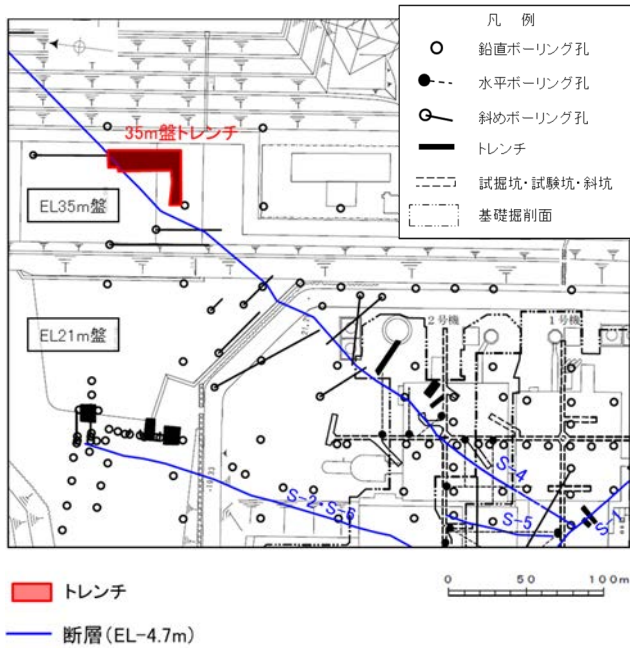 凡 例
鉛直ボーリング孔
水平ボーリング孔
斜めボーリング孔
トレンチ
試掘坑・試験坑・斜坑
基礎掘削面
35m盤トレンチ
EL35m盤
EL21m盤
2号機
1号機
S-4
S-2・S-6
S-5
S-1
トレンチ
0 50 100m
断層(EL-4.7m)